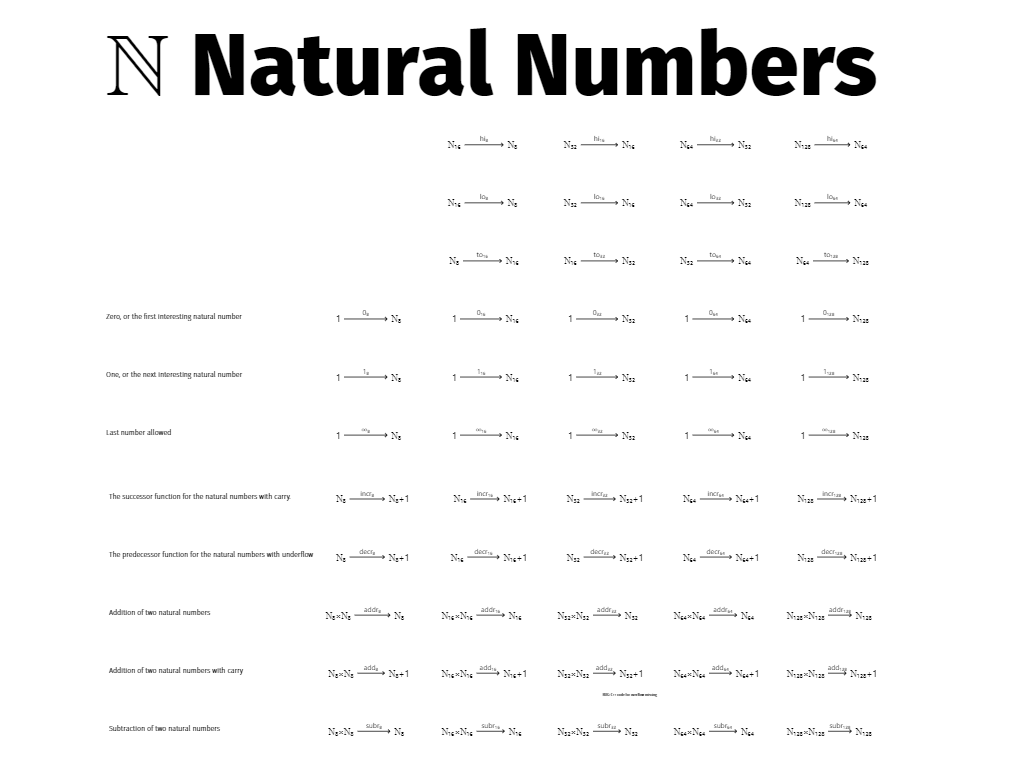 ℕ Natural Numbers
N₁₆ hi₈ → N₈ N₃₂ hi₁₆ → N₁₆ N₆₄ hi₃₂ → N₃₂ N₁₂₈ hi₆₄ → N₆₄
N₁₆ lo₈ → N₈ N₃₂ lo₁₆ → N₁₆ N₆₄ lo₃₂ → N₃₂ N₁₂₈ lo₆₄ → N₆₄
N₈ to₁₆ → N₁₆ N₁₆ to₃₂ → N₃₂ N₃₂ to₆₄ → N₆₄ N₆₄ to₁₂₈ → N₁₂₈
Zero, or the first interesting natural number 1 0₈ → N₈ 1 0₁₆ → N₁₆ 1 0₃₂ → N₃₂ 1 0₆₄ → N₆₄ 1 0₁₂₈ → N₁₂₈
One, or the next interesting natural number 1 1₈ → N₈ 1 1₁₆ → N₁₆ 1 1₃₂ → N₃₂ 1 1₆₄ → N₆₄ 1 1₁₂₈ → N₁₂₈
Last number allowed 1 ∞₈ → N₈ 1 ∞₁₆ → N₁₆ 1 ∞₃₂ → N₃₂ 1 ∞₆₄ → N₆₄ 1 ∞₁₂₈ → N₁₂₈
The successor function for the natural numbers with carry. N₈ incr₈ → N₈+1 N₁₆ incr₁₆ → N₁₆+1 N₃₂ incr₃₂ → N₃₂+1 N₆₄ incr₆₄ → N₆₄+1 N₁₂₈ incr₁₂₈ → N₁₂₈+1
The predecessor function for the natural numbers with underflow N₈ decr₈ → N₈+1 N₁₆ decr₁₆ → N₁₆+1 N₃₂ decr₃₂ → N₃₂+1 N₆₄ decr₆₄ → N₆₄+1 N₁₂₈ decr₁₂₈ → N₁₂₈+1
Addition of two natural numbers N₈×N₈ addr₈ → N₈ N₁₆×N₁₆ addr₁₆ → N₁₆ N₃₂×N₃₂ addr₃₂ → N₃₂ N₆₄×N₆₄ addr₆₄ → N₆₄ N₁₂₈×N₁₂₈ addr₁₂₈ → N₁₂₈
Addition of two natural numbers with carry N₈×N₈ add₈ → N₈+1 N₁₆×N₁₆ add₁₆ → N₁₆+1 N₃₂×N₃₂ add₃₂ → N₃₂+1 N₆₄×N₆₄ add₆₄ → N₆₄+1 N₁₂₈×N₁₂₈ add₁₂₈ → N₁₂₈+1
Subtraction of two natural numbers N₈×N₈ subr₈ → N₈ N₁₆×N₁₆ subr₁₆ → N₁₆ N₃₂×N₃₂ subr₃₂ → N₃₂ N₆₄×N₆₄ subr₆₄ → N₆₄ N₁₂₈×N₁₂₈ subr₁₂₈ → N₁₂₈